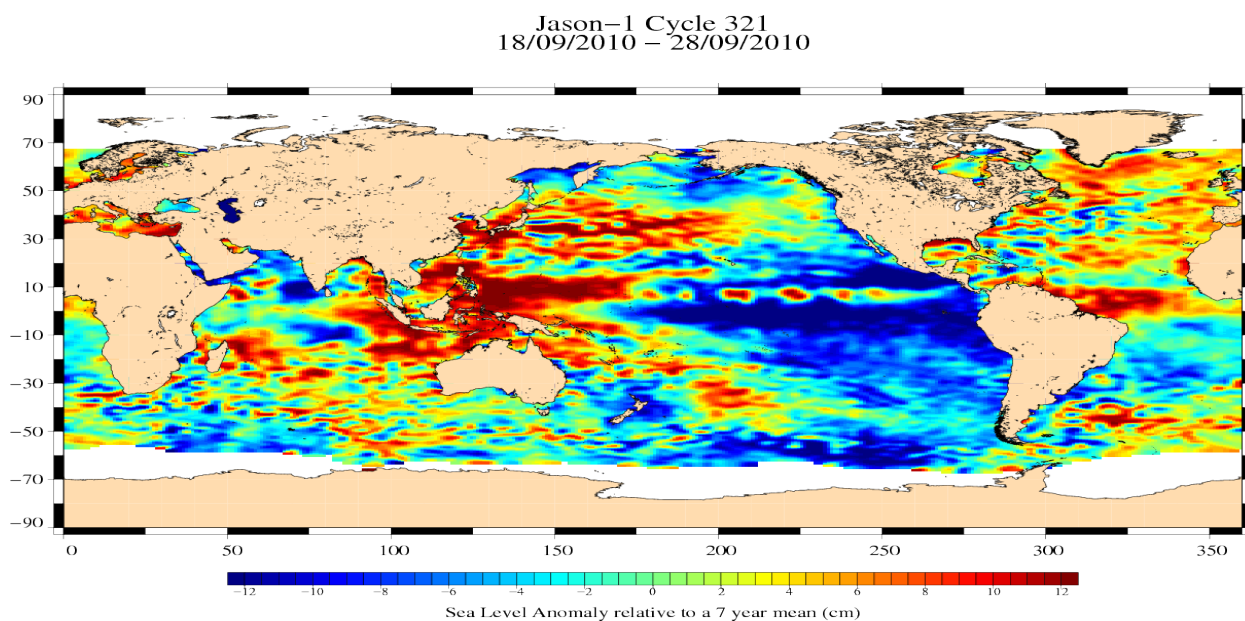 Jason−1 Cycle 321
18/09/2010 − 28/09/2010
90
70
50
30
10
−10
−30
−50
−70
−90
0 50 100 150 200 250 300 350
−12 −10 −8 −6 −4 −2 0 2 4 6 8 10 12
Sea Level Anomaly relative to a 7 year mean (cm)